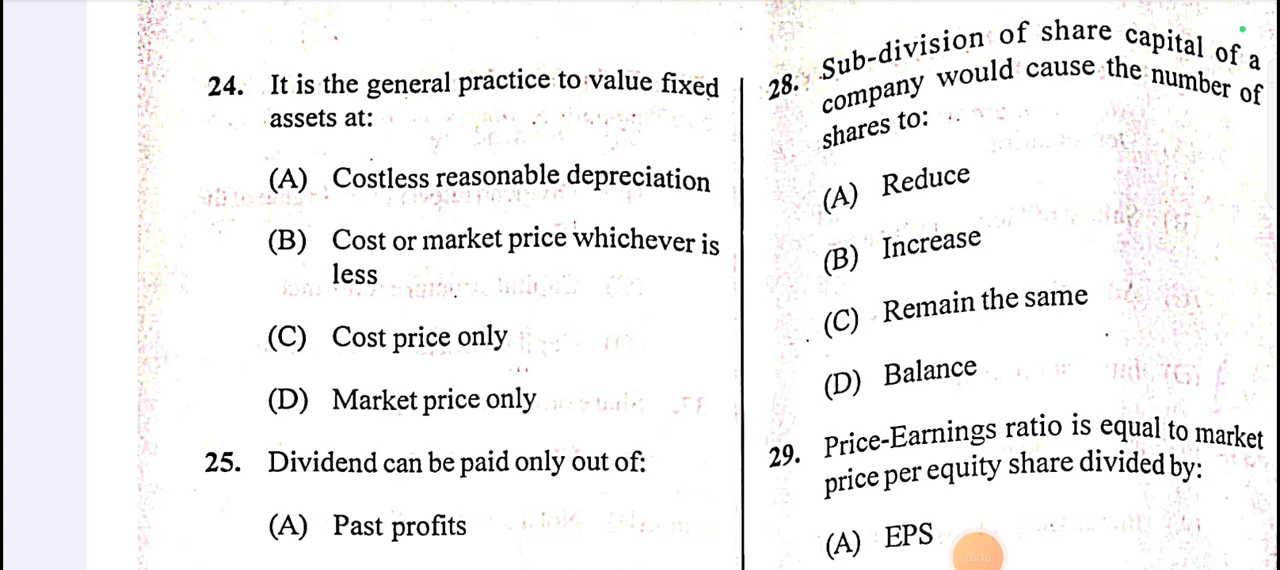 24. It is the general practice to value fixed
assets at:
(A) Costless reasonable depreciation
(B) Cost or market price whichever is
less
(C) Cost price only
(D) Market price only
25. Dividend can be paid only out of:
(A) Past profits
28. Sub-division of share capital of a
company would cause the number of
shares to:
(A) Reduce
(B) Increase
(C) Remain the same
(D) Balance
29. Price-Earnings ratio is equal to market
price per equity share divided by:
(A) EPS